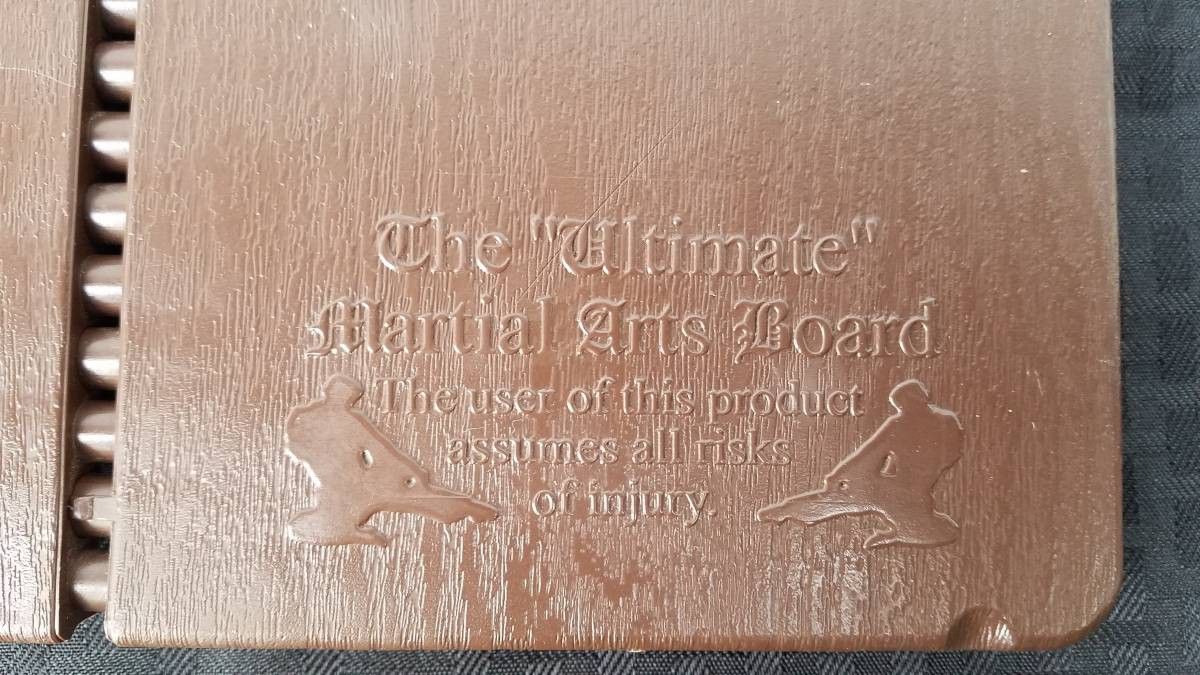 The "Ultimate"
Martial Arts Board
The user of this product
assumes all risks
of injury.